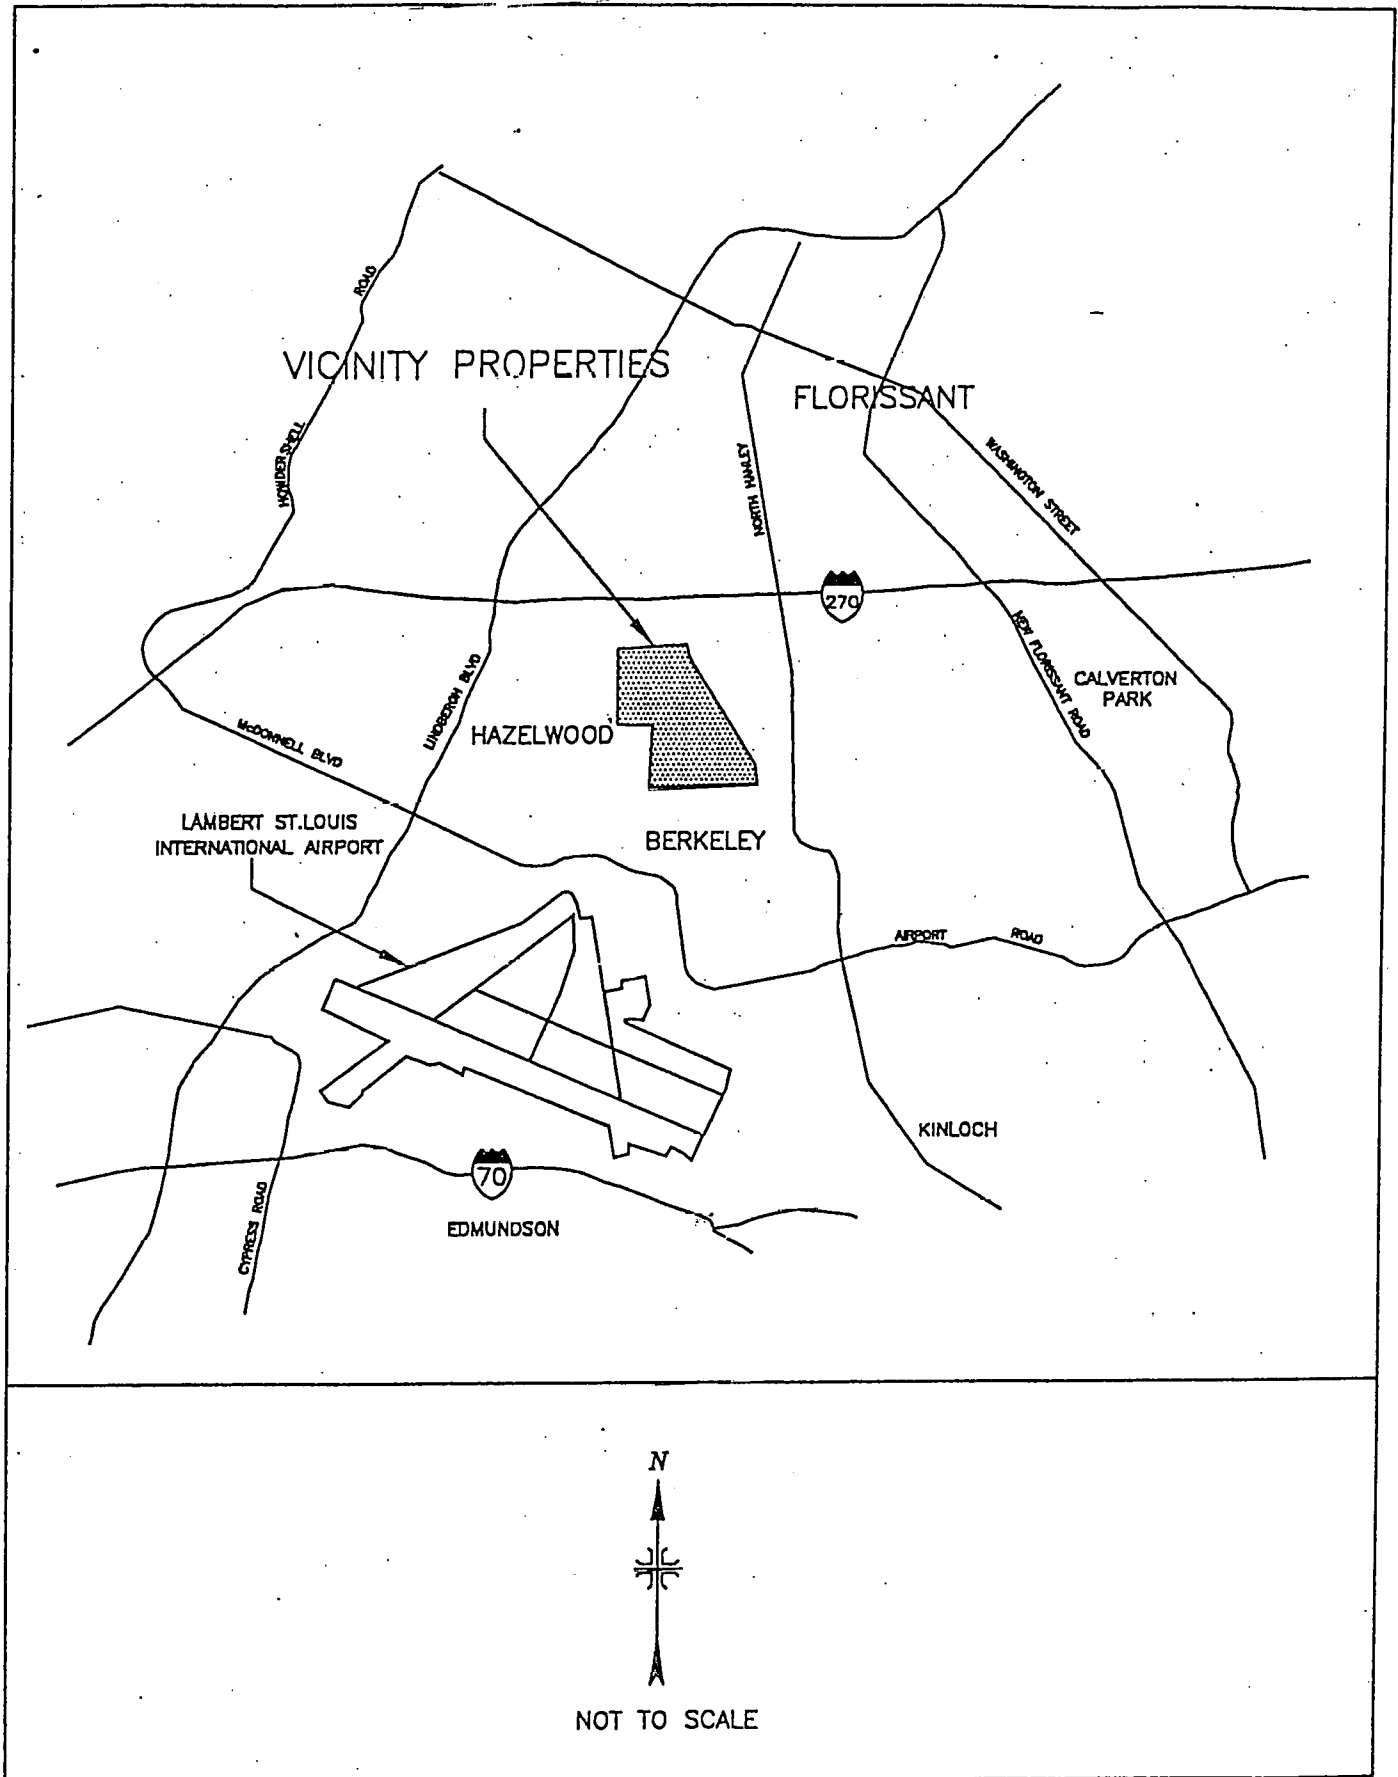 ROAD
VICINITY PROPERTIES
FLORISSANT
HOWDERSHELL
NORTH HANLEY
WASHINGTON STREET
270
NEW FLORISSANT ROAD
CALVERTON
PARK
LINDBERGH BLVD
HAZELWOOD
McDONNELL BLVD
LAMBERT ST.LOUIS
INTERNATIONAL AIRPORT
BERKELEY
AIRPORT ROAD
KINLOCH
70
EDMUNDSON
CYPRESS ROAD
N
NOT TO SCALE